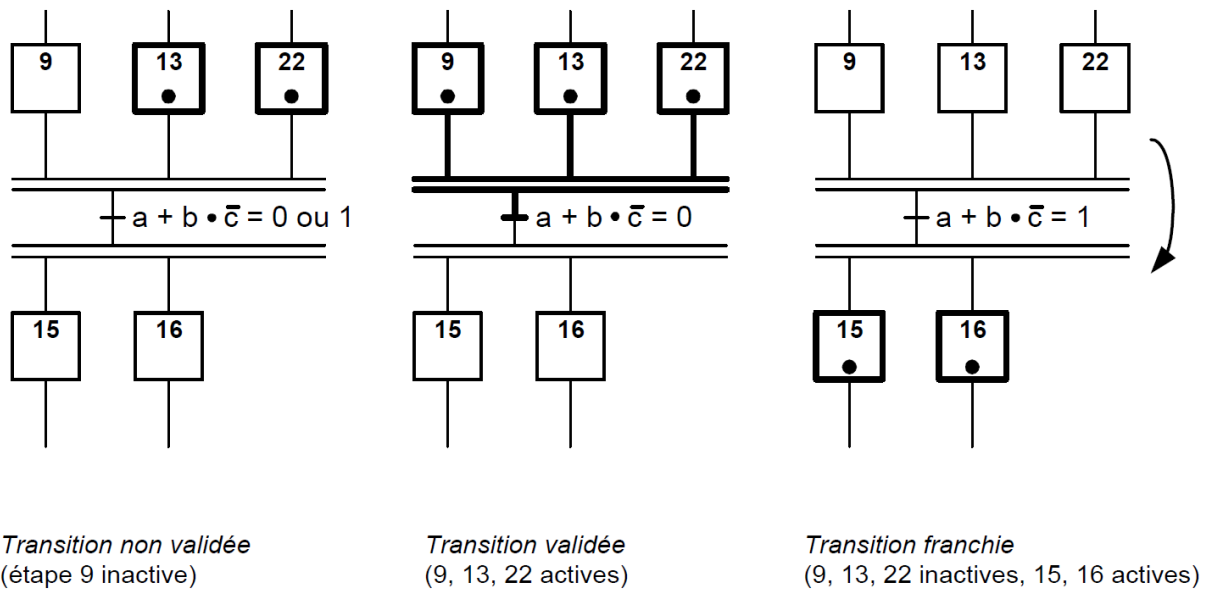 9 13 22 9 13 22 9 13 22
a + b • c̄ = 0 ou 1 a + b • c̄ = 0 a + b • c̄ = 1
15 16 15 16 15 16
Transition non validée Transition validée Transition franchie
(étape 9 inactive) (9, 13, 22 actives) (9, 13, 22 inactives, 15, 16 actives)